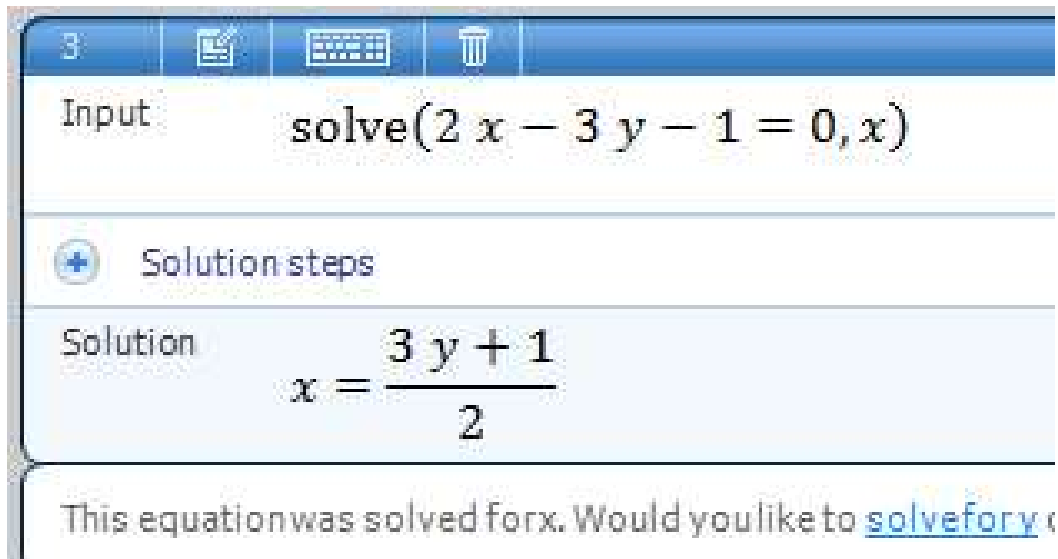 3
Input solve(2 x − 3 y − 1 = 0, x)
Solution steps
Solution x = (3 y + 1)/2
This equation was solved for x. Would you like to solve for y